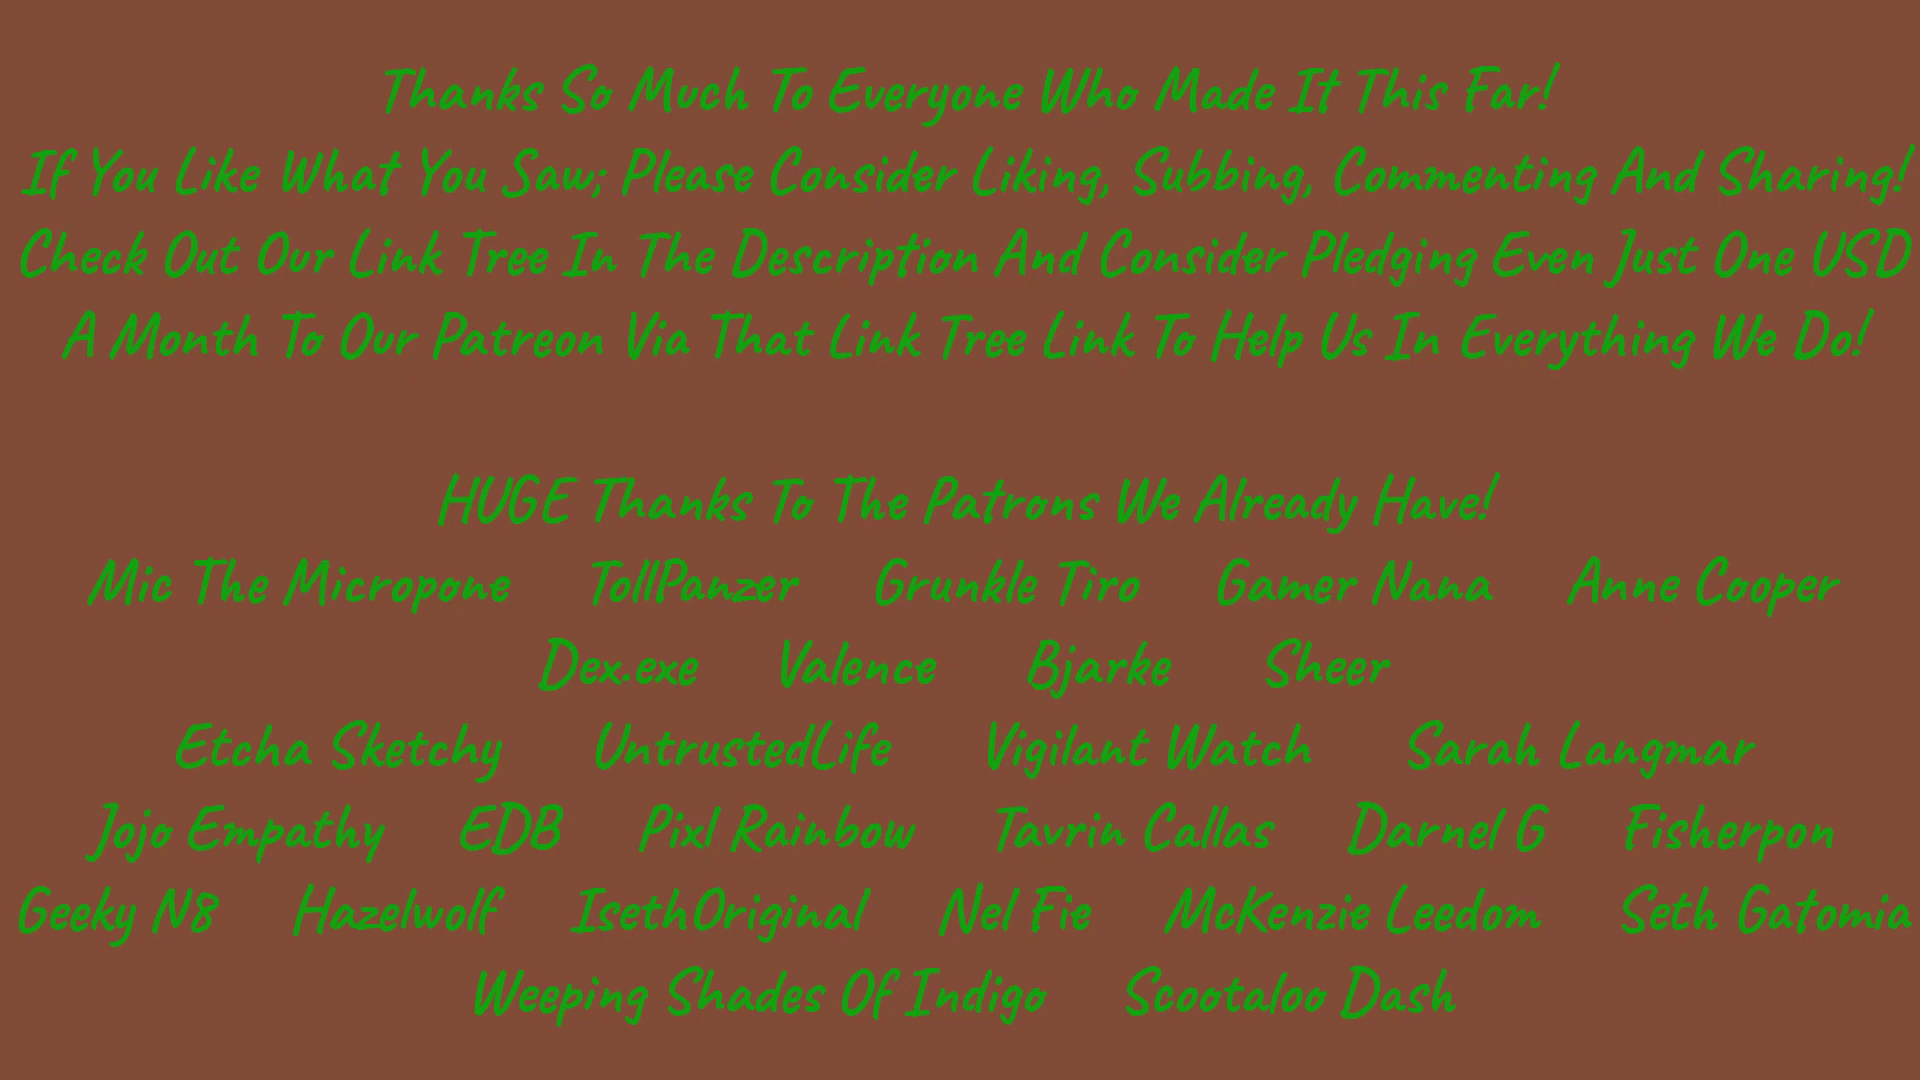 Thanks So Much To Everyone Who Made It This Far!
If You Like What You Saw; Please Consider Liking, Subbing, Commenting And Sharing!
Check Out Our Link Tree In The Description And Consider Pledging Even Just One USD
A Month To Our Patreon Via That Link Tree Link To Help Us In Everything We Do!
HUGE Thanks To The Patrons We Already Have!
Mic The Micropone TollPanzer Grunkle Tiro Gamer Nana Anne Cooper
Dex.exe Valence Bjarke Sheer
Etcha Sketchy UntrustedLife Vigilant Watch Sarah Langmar
Jojo Empathy EDB Pixl Rainbow Tavrin Callas Darnel G Fisherpon
Geeky N8 Hazelwolf IsethOriginal Nel Fie McKenzie Leedom Seth Gatomia
Weeping Shades Of Indigo Scootaloo Dash